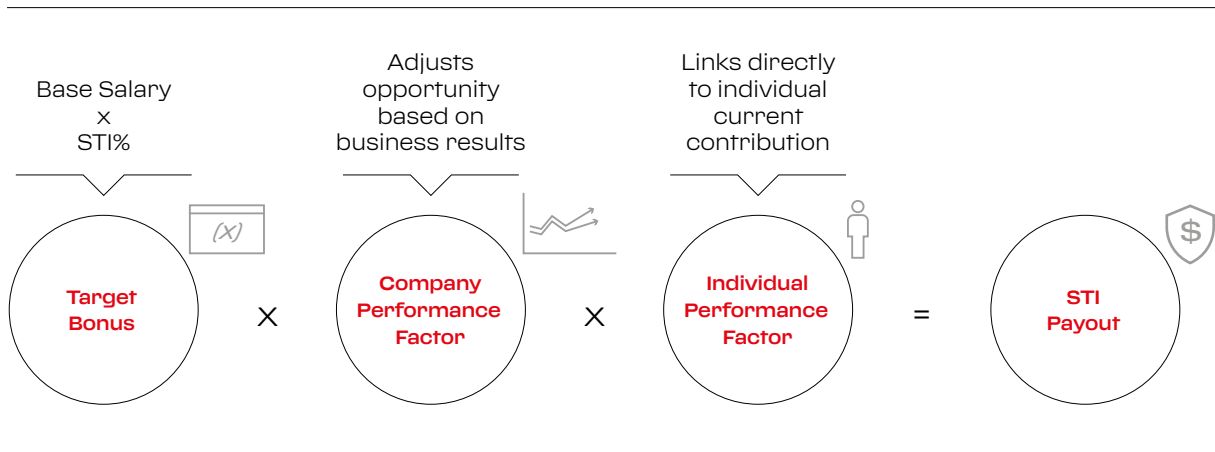 Base Salary
x
STI%
Adjusts
opportunity
based on
business results
Links directly
to individual
current
contribution
(X)
$
Target
Bonus
X
Company
Performance
Factor
X
Individual
Performance
Factor
=
STI
Payout